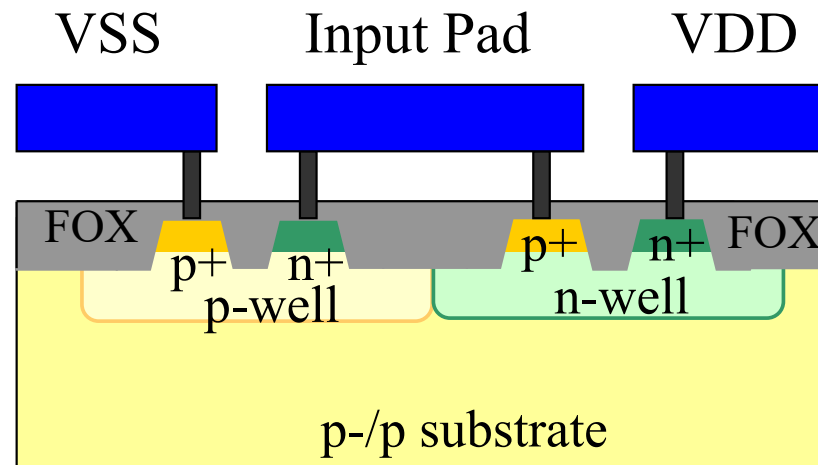 VSS
Input Pad
VDD
FOX
p+
n+
p+
n+
FOX
p-well
n-well
p-/p substrate